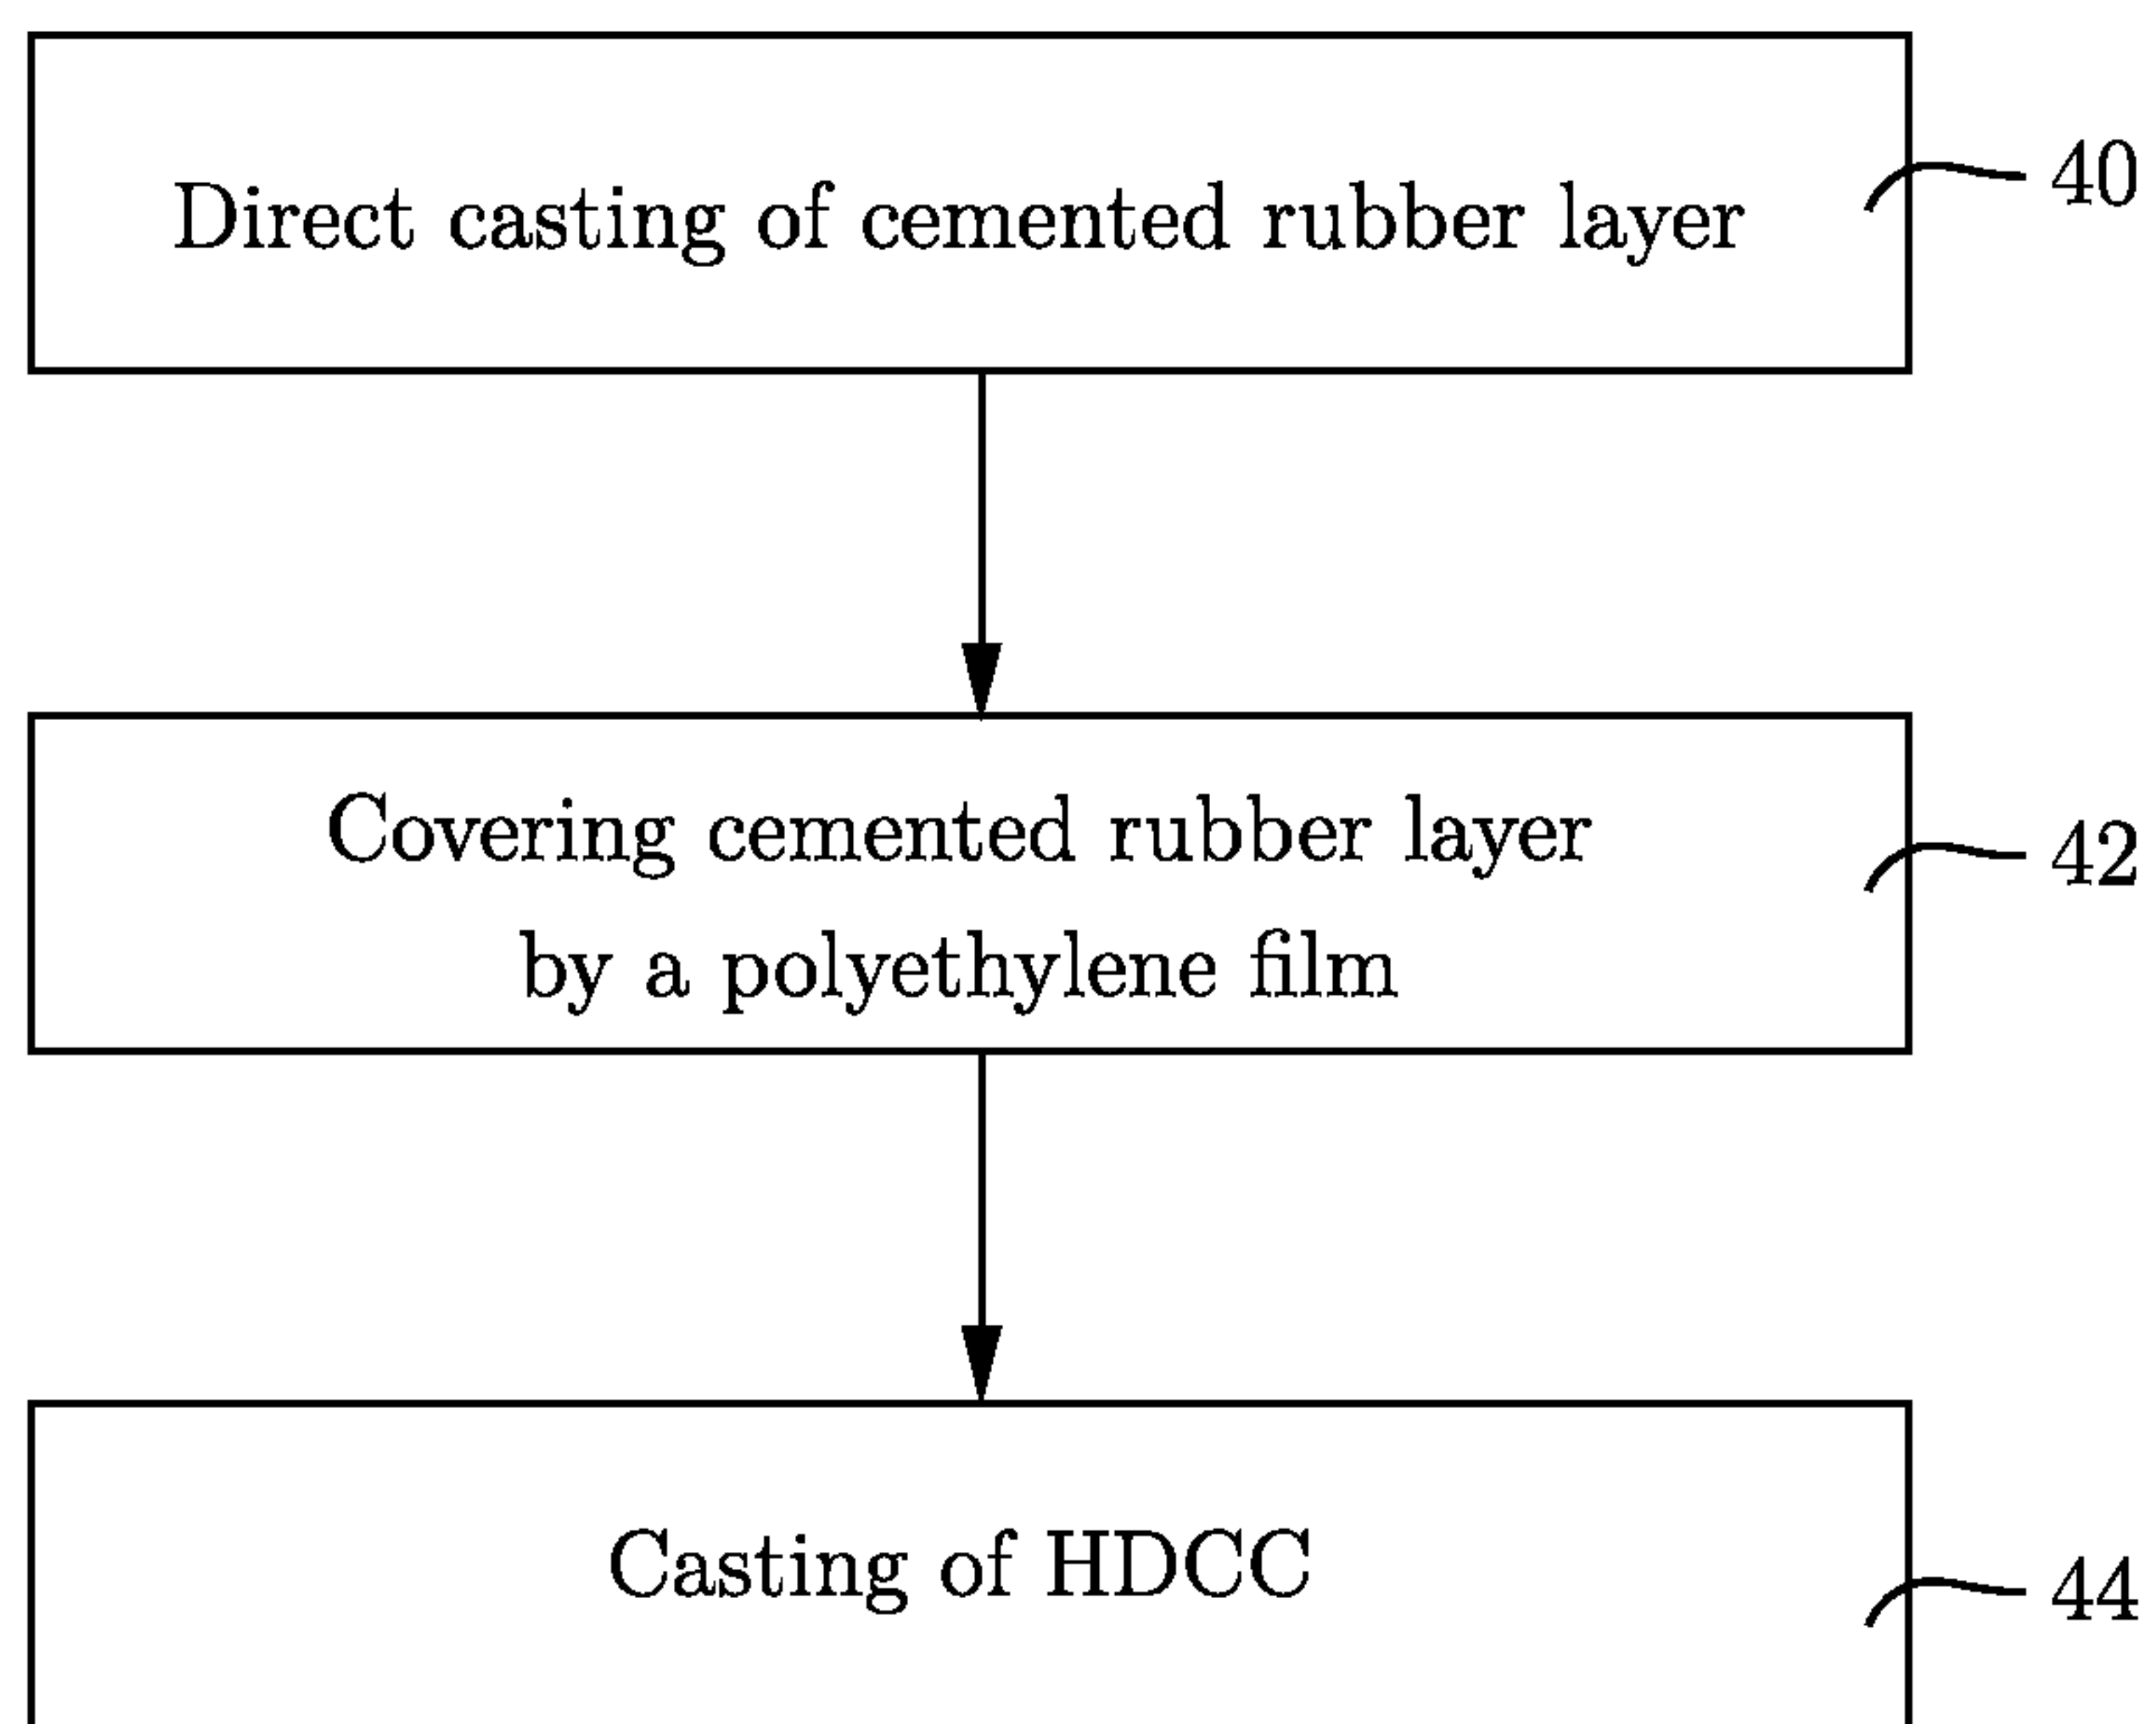 Direct casting of cemented rubber layer
40
Covering cemented rubber layer
by a polyethylene film
42
Casting of HDCC
44